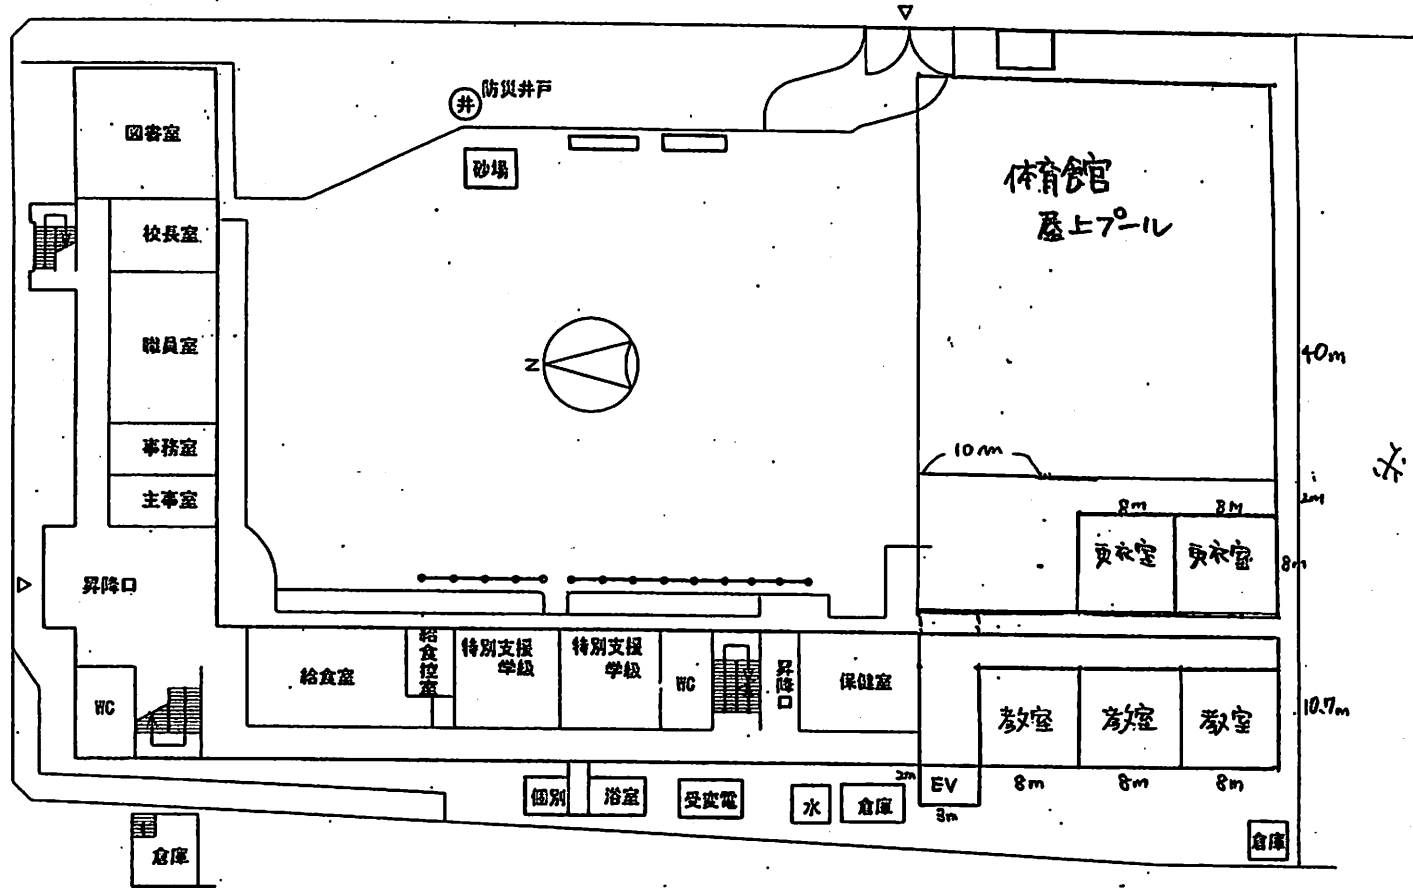 防災井戸
井
図書室
砂場
体育館
屋上プール
校長室
職員室
N
40m
事務室
10m
主事室
2m
8m
8m
更衣室
更衣室
8m
昇降口
給食室
給食控室
特別支援
学級
特別支援
学級
WC
昇降口
保健室
WC
教室
教室
教室
10.7m
個別
浴室
受変電
水
倉庫
2m
EV
3m
8m
8m
8m
倉庫
倉庫